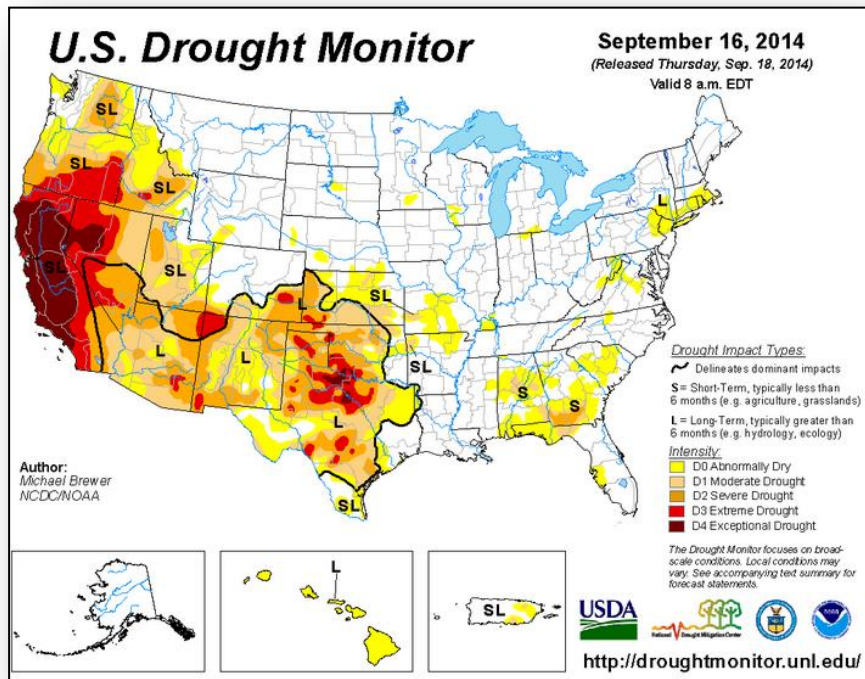 U.S. Drought Monitor
September 16, 2014
(Released Thursday, Sep. 18, 2014)
Valid 8 a.m. EDT
SL
SL
SL
SL
SL
L
SL
L
L
L
SL
L
SL
S
S
L
Drought Impact Types:
Delineates dominant impacts
S = Short-Term, typically less than
6 months (e.g. agriculture, grasslands)
L = Long-Term, typically greater than
6 months (e.g. hydrology, ecology)
Intensity:
D0 Abnormally Dry
D1 Moderate Drought
D2 Severe Drought
D3 Extreme Drought
D4 Exceptional Drought
Author:
Michael Brewer
NCDC/NOAA
The Drought Monitor focuses on broad-
scale conditions. Local conditions may
vary. See accompanying text summary for
forecast statements.
L
SL
USDA
National Drought Mitigation Center
http://droughtmonitor.unl.edu/